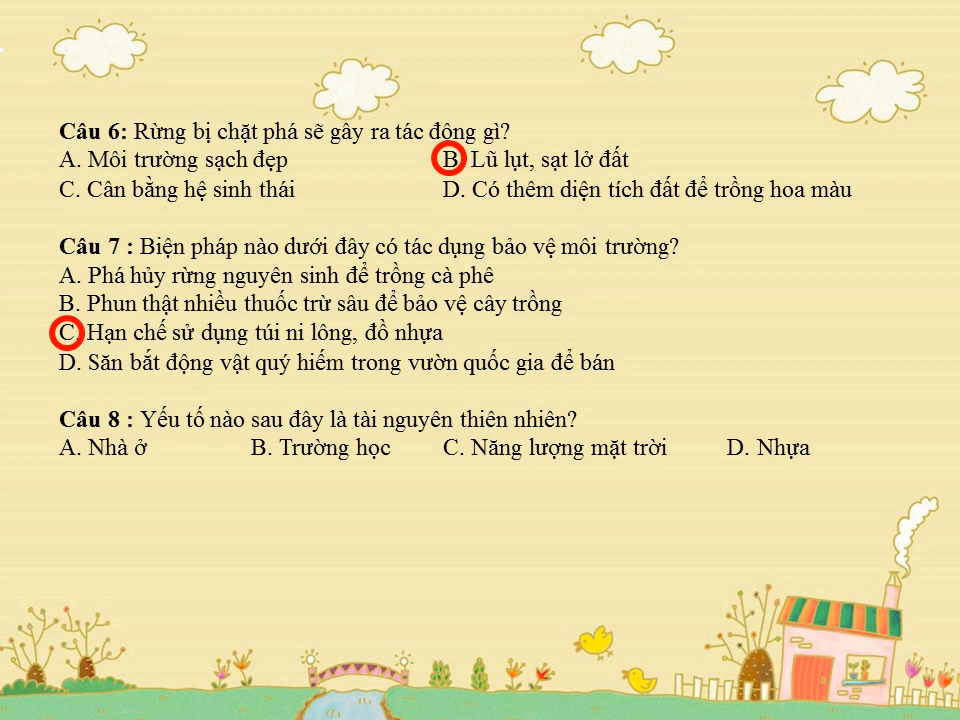 Câu 6: Rừng bị chặt phá sẽ gây ra tác động gì?
A. Môi trường sạch đẹp B. Lũ lụt, sạt lở đất
C. Cân bằng hệ sinh thái D. Có thêm diện tích đất để trồng hoa màu
Câu 7 : Biện pháp nào dưới đây có tác dụng bảo vệ môi trường?
A. Phá hủy rừng nguyên sinh để trồng cà phê
B. Phun thật nhiều thuốc trừ sâu để bảo vệ cây trồng
C. Hạn chế sử dụng túi ni lông, đồ nhựa
D. Săn bắt động vật quý hiếm trong vườn quốc gia để bán
Câu 8 : Yếu tố nào sau đây là tài nguyên thiên nhiên?
A. Nhà ở B. Trường học C. Năng lượng mặt trời D. Nhựa